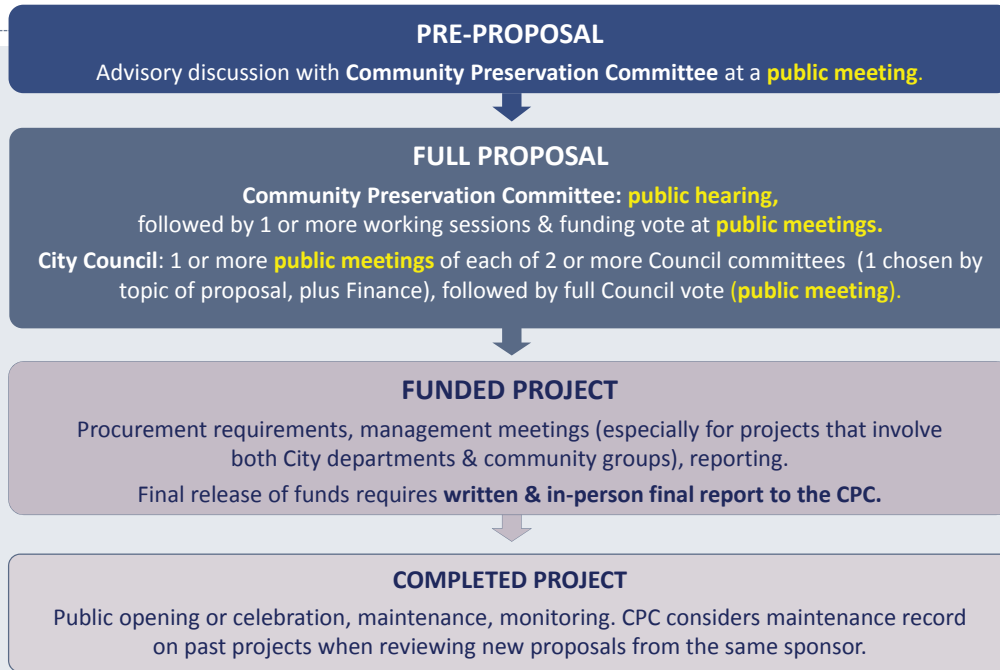 PRE-PROPOSAL
Advisory discussion with Community Preservation Committee at a public meeting.
FULL PROPOSAL
Community Preservation Committee: public hearing,
followed by 1 or more working sessions & funding vote at public meetings.
City Council: 1 or more public meetings of each of 2 or more Council committees (1 chosen by
topic of proposal, plus Finance), followed by full Council vote (public meeting).
FUNDED PROJECT
Procurement requirements, management meetings (especially for projects that involve
both City departments & community groups), reporting.
Final release of funds requires written & in-person final report to the CPC.
COMPLETED PROJECT
Public opening or celebration, maintenance, monitoring. CPC considers maintenance record
on past projects when reviewing new proposals from the same sponsor.